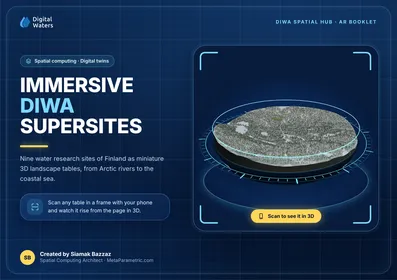 Digital
Waters
DIWA SPATIAL HUB · AR BOOKLET
Spatial computing • Digital twins
IMMERSIVE
DIWA
SUPERSITES
Nine water research sites of Finland as miniature
3D landscape tables, from Arctic rivers to the
coastal sea.
Scan any table in a frame with your phone
and watch it rise from the page in 3D.
Scan to see it in 3D
SB
Created by Siamak Bazzaz
Spatial Computing Architect · MetaParametric.com